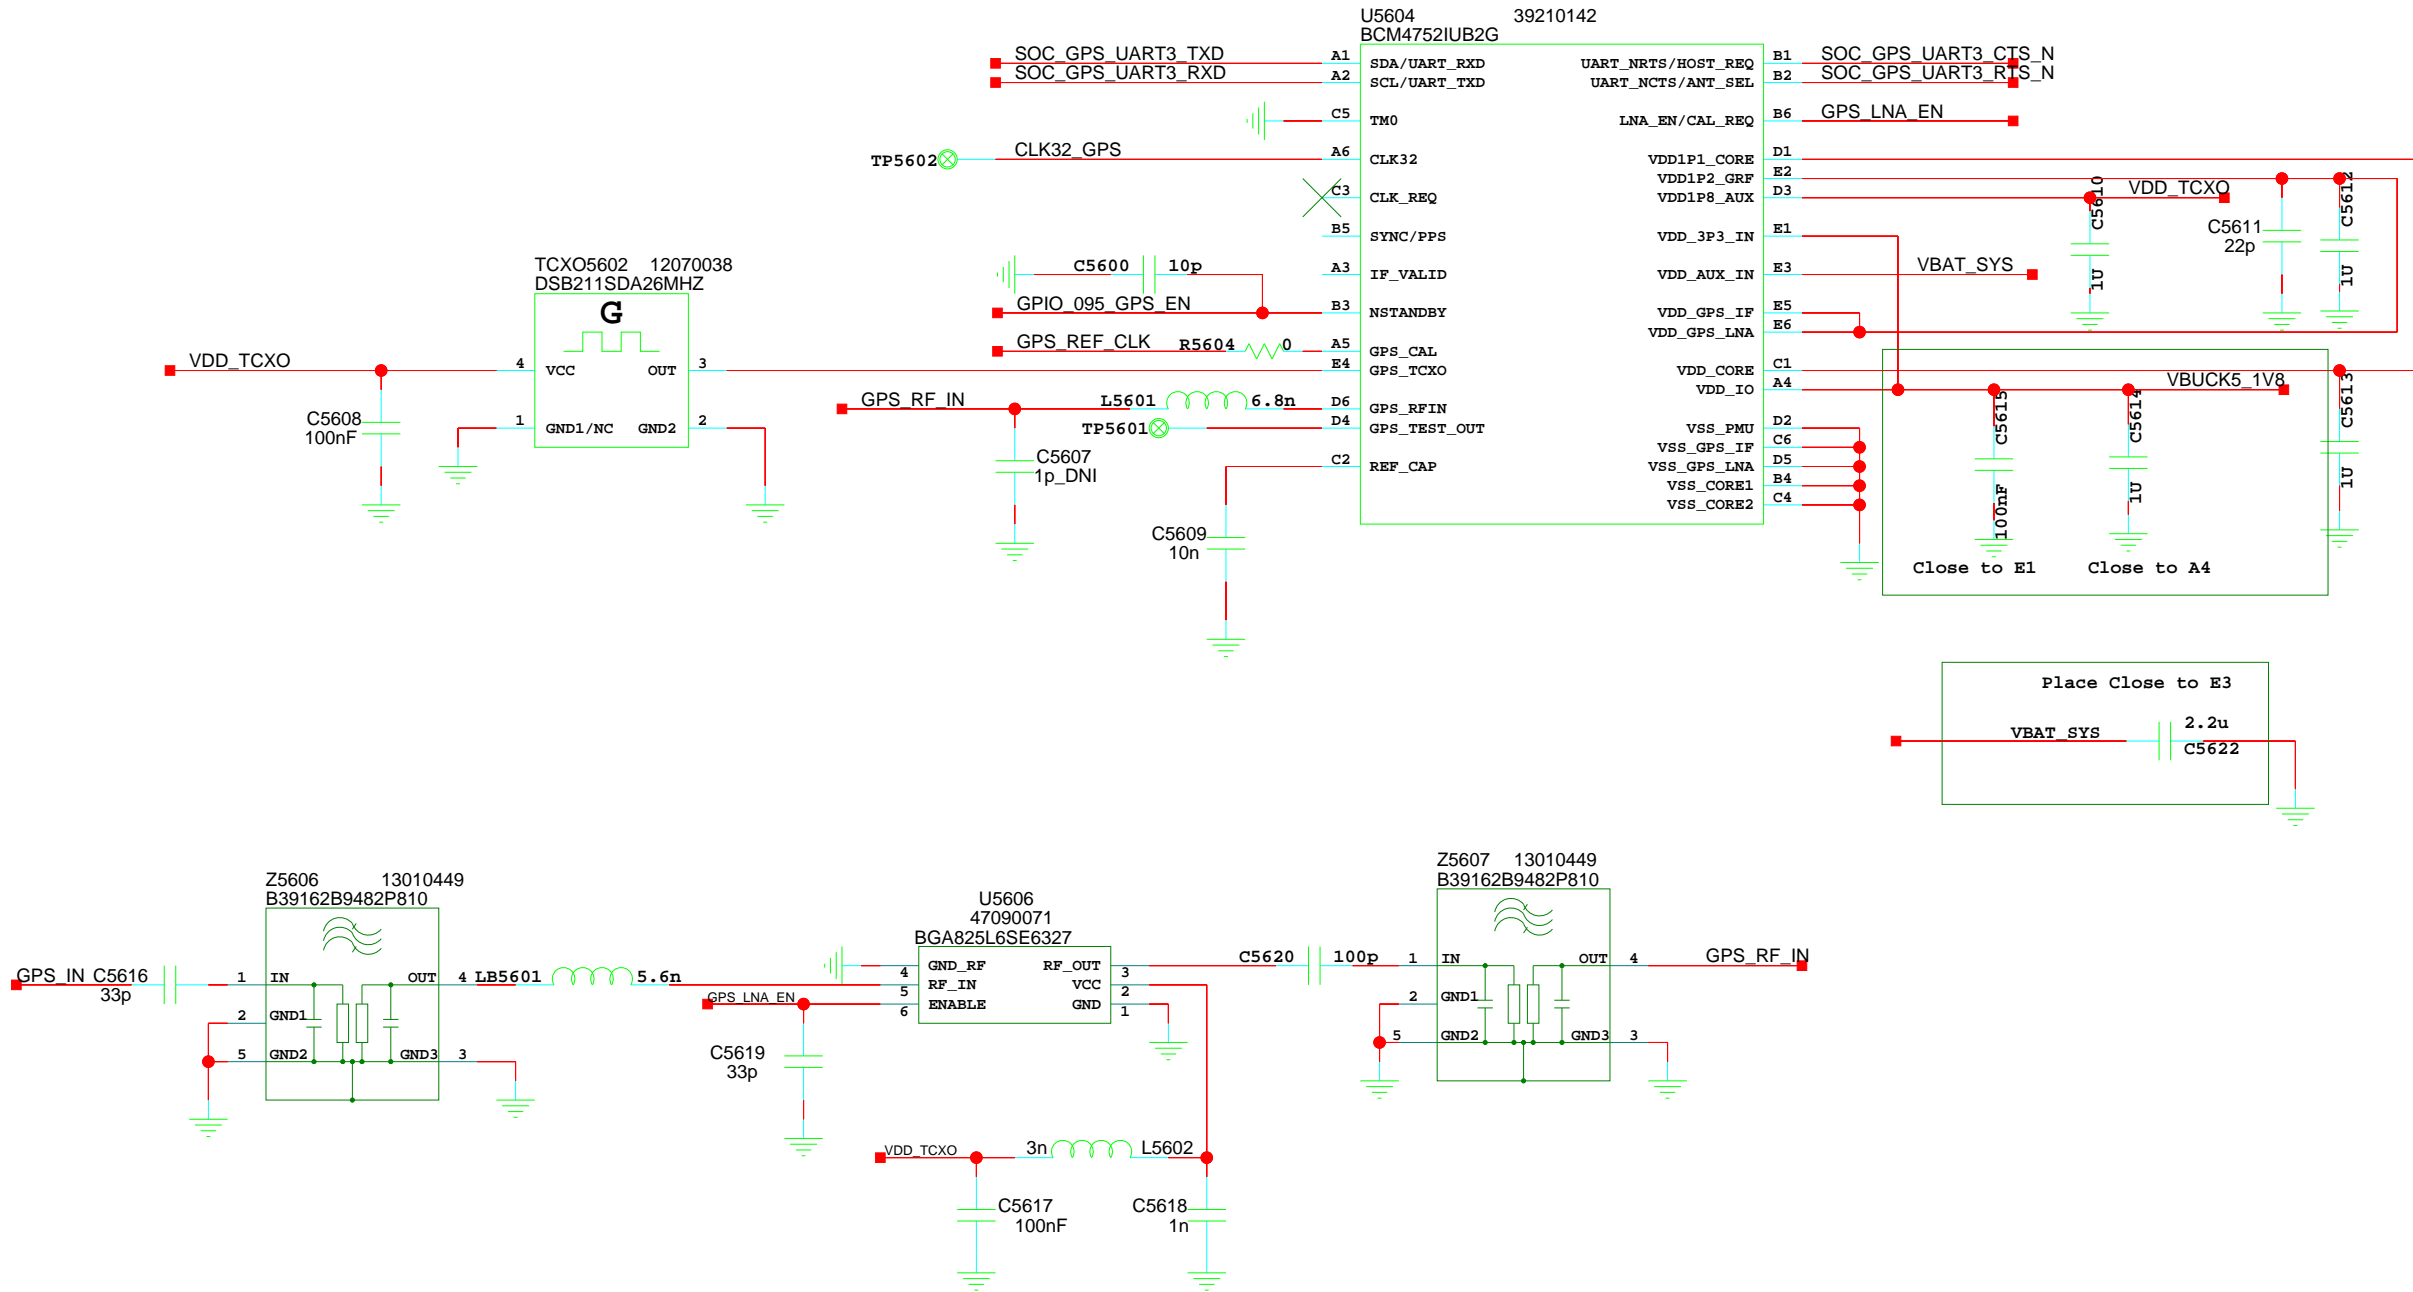 U5604 39210142
BCM4752IUB2G
SOC_GPS_UART3_TXD A1 SDA/UART_RXD UART_NRTS/HOST_REQ B1 SOC_GPS_UART3_CTS_N
SOC_GPS_UART3_RXD A2 SCL/UART_TXD UART_NCTS/ANT_SEL B2 SOC_GPS_UART3_RTS_N
C5 TM0 LNA_EN/CAL_REQ B6 GPS_LNA_EN
TP5602 CLK32_GPS A6 CLK32 VDD1P1_CORE D1
VDD1P2_GRF E2
C3 CLK_REQ VDD1P8_AUX D3 VDD_TCXO
C5610
1U
C5611
22p
C5612
1U
B5 SYNC/PPS VDD_3P3_IN E1
C5600 10p A3 IF_VALID VDD_AUX_IN E3 VBAT_SYS
GPIO_095_GPS_EN B3 NSTANDBY VDD_GPS_IF E5
VDD_GPS_LNA E6
GPS_REF_CLK R5604 0 A5 GPS_CAL
E4 GPS_TCXO VDD_CORE C1
VDD_IO A4 VBUCK5_1V8
GPS_RF_IN L5601 6.8n D6 GPS_RFIN
TP5601 D4 GPS_TEST_OUT VSS_PMU D2
VSS_GPS_IF C6
C2 REF_CAP VSS_GPS_LNA D5
VSS_CORE1 B4
VSS_CORE2 C4
C5615
100nF
C5614
1U
C5613
1U
Close to E1 Close to A4
TCXO5602 12070038
DSB211SDA26MHZ
G
VDD_TCXO 4 VCC OUT 3
1 GND1/NC GND2 2
C5608
100nF
C5607
1p_DNI
C5609
10n
Place Close to E3
VBAT_SYS 2.2u
C5622
Z5606 13010449
B39162B9482P810
GPS_IN C5616
33p
1 IN OUT 4
2 GND1
5 GND2 GND3 3
LB5601 5.6n
U5606
47090071
BGA825L6SE6327
4 GND_RF RF_OUT 3
5 RF_IN VCC 2
GPS_LNA_EN 6 ENABLE GND 1
C5619
33p
VDD_TCXO 3n L5602
C5617
100nF
C5618
1n
C5620 100p
Z5607 13010449
B39162B9482P810
1 IN OUT 4 GPS_RF_IN
2 GND1
5 GND2 GND3 3